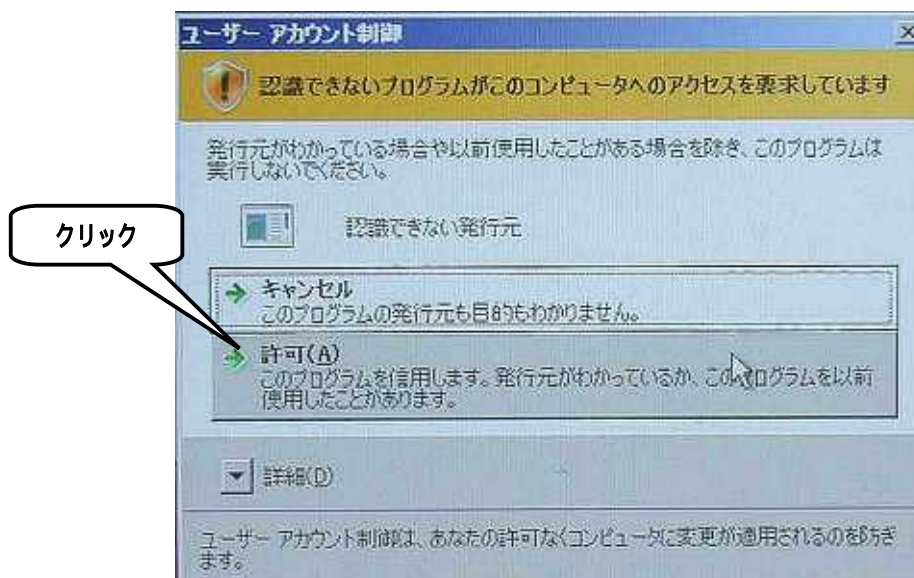 ユーザー アカウント制御
認識できないプログラムがこのコンピュータへのアクセスを要求しています
発行元がわかっている場合や以前使用したことがある場合を除き、このプログラムは
実行しないでください。
認識できない発行元
クリック
キャンセル
このプログラムの発行元も目的もわかりません。
許可(A)
このプログラムを信用します。発行元がわかっているか、このプログラムを以前
使用したことがあります。
詳細(D)
ユーザー アカウント制御は、あなたの許可なくコンピュータに変更が適用されるのを防ぎ
ます。